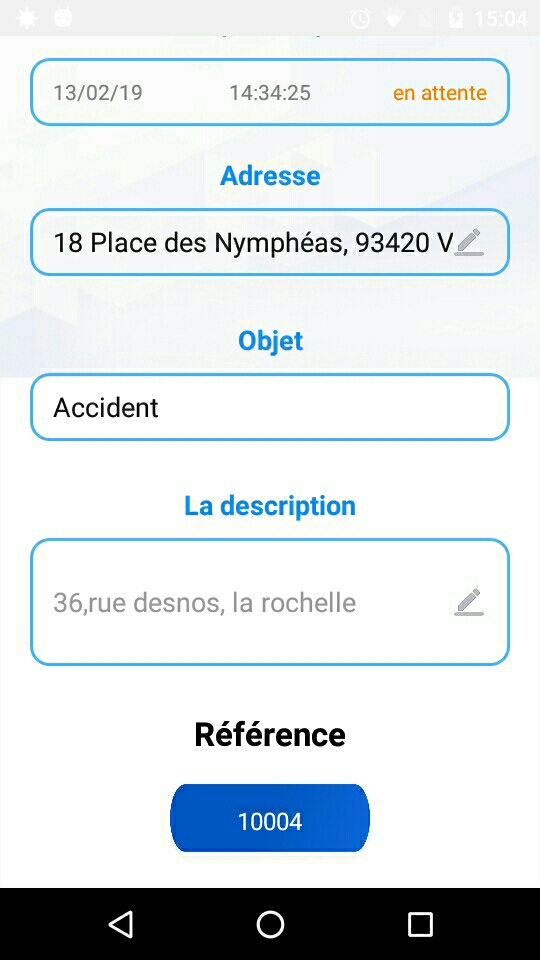 15:04
13/02/19 14:34:25 en attente
Adresse
18 Place des Nymphéas, 93420 V
Objet
Accident
La description
36,rue desnos, la rochelle
Référence
10004